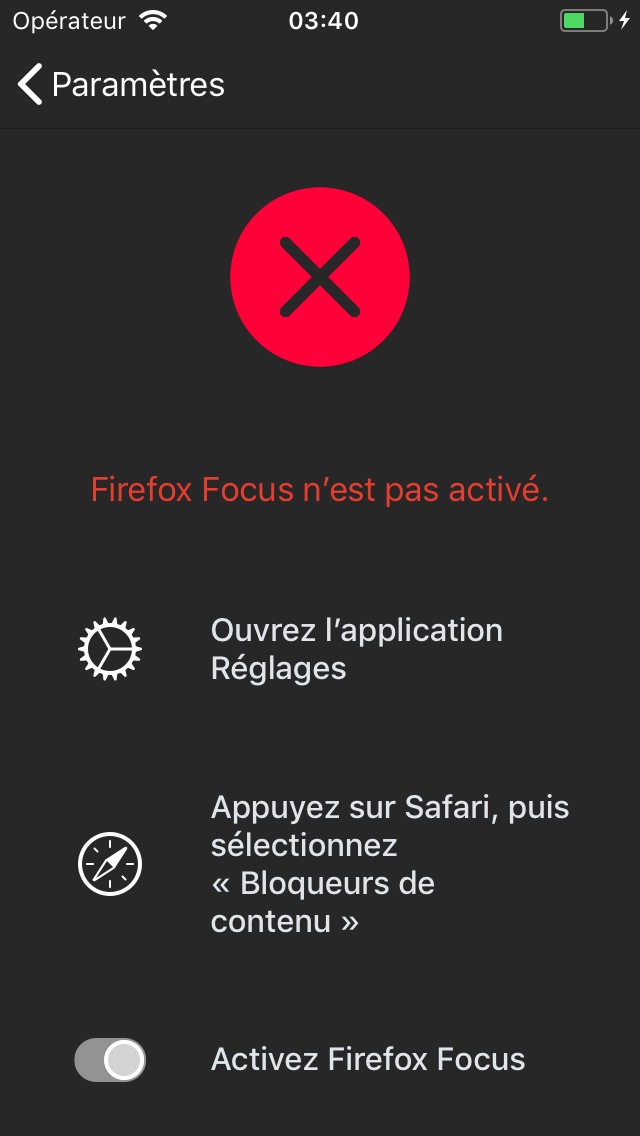 Opérateur 03:40
Paramètres
Firefox Focus n’est pas activé.
Ouvrez l’application
Réglages
Appuyez sur Safari, puis
sélectionnez
« Bloqueurs de
contenu »
Activez Firefox Focus